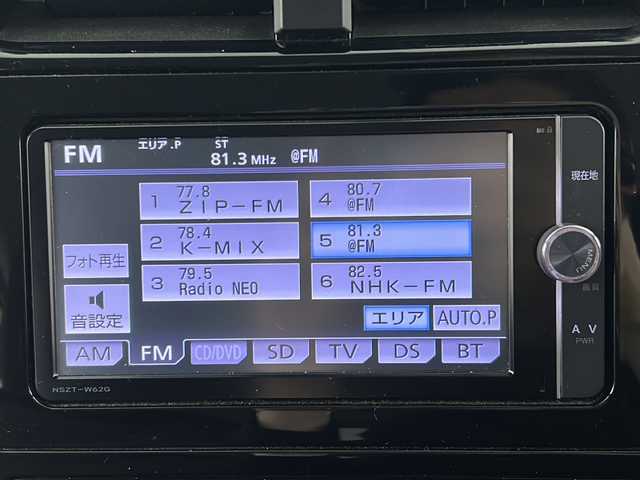 FM エリア.P ST 81.3 MHz @FM
1 77.8 ZIP-FM
4 80.7 @FM
2 78.4 K-MIX
5 81.3 @FM
3 79.5 Radio NEO
6 82.5 NHK-FM
フォト再生
音設定
エリア AUTO.P
AM FM CD/DVD SD TV DS BT
NSZT-W62G
現在地
MENU
画質
A V
PWR